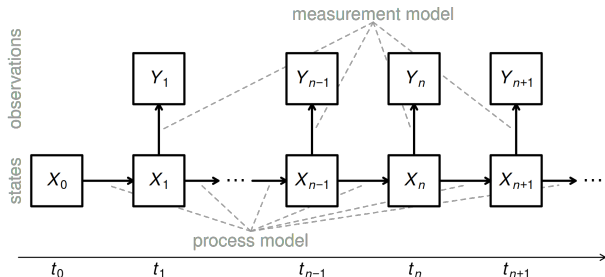 measurement model
observations
Y₁ Yₙ₋₁ Yₙ Yₙ₊₁
states
X₀ X₁ ⋯ Xₙ₋₁ Xₙ Xₙ₊₁ ⋯
process model
t₀ t₁ tₙ₋₁ tₙ tₙ₊₁